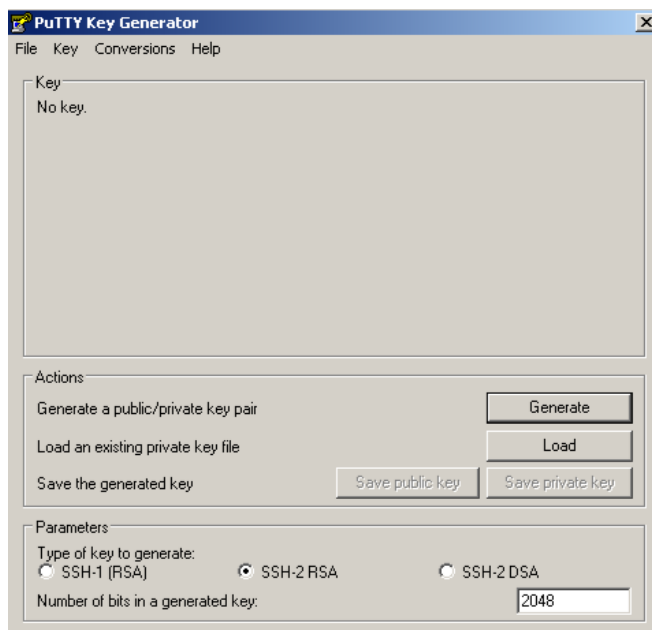 PuTTY Key Generator
File Key Conversions Help
Key
No key.
Actions
Generate a public/private key pair Generate
Load an existing private key file Load
Save the generated key Save public key Save private key
Parameters
Type of key to generate:
SSH-1 (RSA) SSH-2 RSA SSH-2 DSA
Number of bits in a generated key: 2048